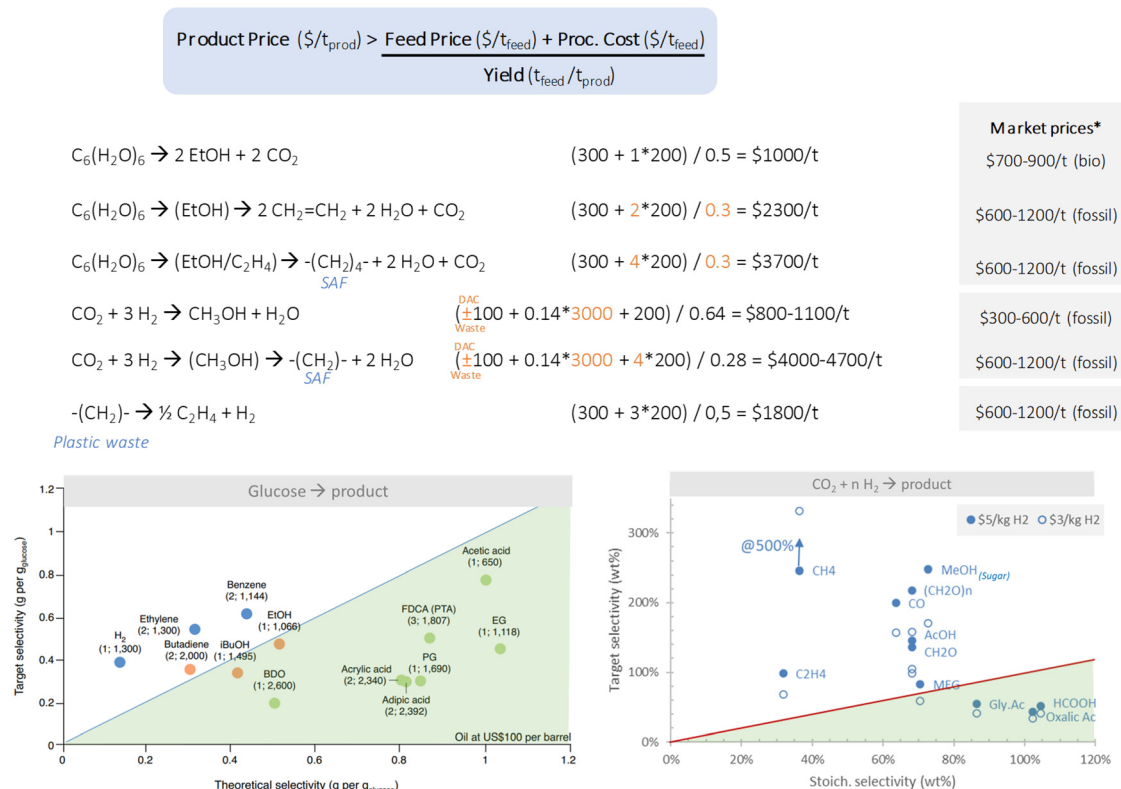 Product Price ($/t_prod) > Feed Price ($/t_feed) + Proc. Cost ($/t_feed)
Yield (t_feed/t_prod)
Market prices*
C₆(H₂O)₆ → 2 EtOH + 2 CO₂ (300 + 1*200) / 0.5 = $1000/t $700-900/t (bio)
C₆(H₂O)₆ → (EtOH) → 2 CH₂=CH₂ + 2 H₂O + CO₂ (300 + 2*200) / 0.3 = $2300/t $600-1200/t (fossil)
C₆(H₂O)₆ → (EtOH/C₂H₄) → -(CH₂)₄- + 2 H₂O + CO₂ (300 + 4*200) / 0.3 = $3700/t $600-1200/t (fossil)
SAF
DAC
CO₂ + 3 H₂ → CH₃OH + H₂O (±100 + 0.14*3000 + 200) / 0.64 = $800-1100/t $300-600/t (fossil)
Waste
DAC
CO₂ + 3 H₂ → (CH₃OH) → -(CH₂)- + 2 H₂O (±100 + 0.14*3000 + 4*200) / 0.28 = $4000-4700/t $600-1200/t (fossil)
SAF Waste
-(CH₂)- → ½ C₂H₄ + H₂ (300 + 3*200) / 0,5 = $1800/t $600-1200/t (fossil)
Plastic waste
Glucose → product
Target selectivity (g per g_glucose)
1.2
1
0.8
0.6
0.4
0.2
0
Acetic acid
(1; 650)
Benzene
(2; 1,144)
Ethylene
(2; 1,300)
EtOH
(1; 1,066)
FDCA (PTA)
(3; 1,807)
EG
(1; 1,118)
H₂
(1; 1,300)
Butadiene
(2; 2,000)
iBuOH
(1; 1,495)
BDO
(1; 2,600)
Acrylic acid
(2; 2,340)
PG
(1; 1,690)
Adipic acid
(2; 2,392)
Oil at US$100 per barrel
0 0.2 0.4 0.6 0.8 1.0 1.2
Theoretical selectivity (g per g_glucose)
CO₂ + n H₂ → product
$5/kg H2 $3/kg H2
Target selectivity (wt%)
300%
200%
100%
0%
@500%
CH4
MeOH
(Sugar)
(CH2O)n
CO
AcOH
CH2O
C2H4
MEG
Gly.Ac
HCOOH
Oxalic Ac
0% 20% 40% 60% 80% 100% 120%
Stoich. selectivity (wt%)